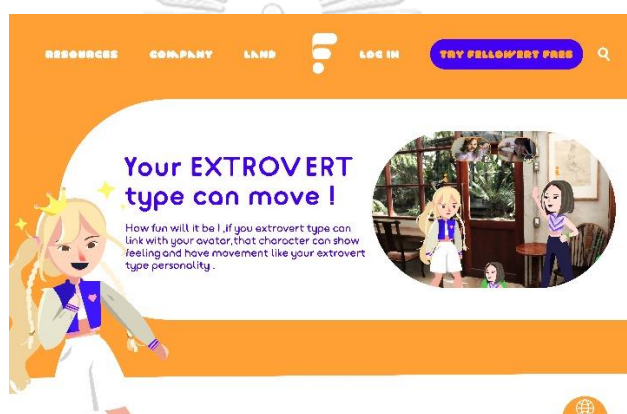 RESOURCES COMPANY LAND F LOG IN TRY FELLOWERT FREE
Your EXTROVERT
type can move !
How fun will it be ! ,if you extrovert type can
link with your avatar,that character can show
feeling and have movement like your extrovert
type personality .